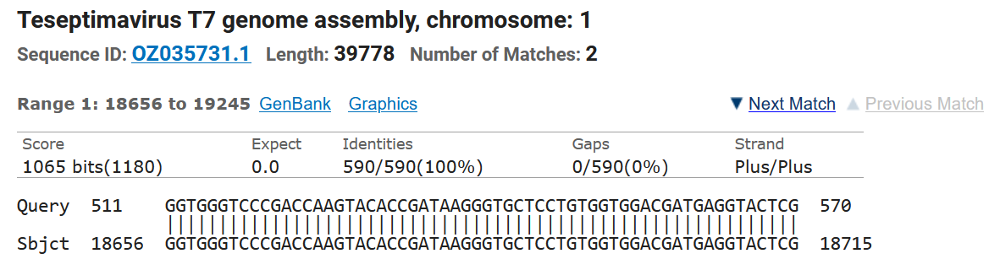 Teseptimavirus T7 genome assembly, chromosome: 1
Sequence ID: OZ035731.1 Length: 39778 Number of Matches: 2
Range 1: 18656 to 19245 GenBank Graphics Next Match Previous Match
Score Expect Identities Gaps Strand
1065 bits(1180) 0.0 590/590(100%) 0/590(0%) Plus/Plus
Query 511 GGTGGGTCCCGACCAAGTACACCGATAAGGGTGCTCCTGTGGTGGACGATGAGGTACTCG 570
||||||||||||||||||||||||||||||||||||||||||||||||||||||||||||
Sbjct 18656 GGTGGGTCCCGACCAAGTACACCGATAAGGGTGCTCCTGTGGTGGACGATGAGGTACTCG 18715